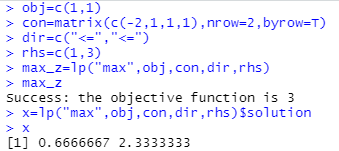 > obj=c(1,1)
> con=matrix(c(-2,1,1,1),nrow=2,byrow=T)
> dir=c("<=","<=")
> rhs=c(1,3)
> max_z=lp("max",obj,con,dir,rhs)
> max_z
Success: the objective function is 3
> x=lp("max",obj,con,dir,rhs)$solution
> x
[1] 0.6666667 2.3333333